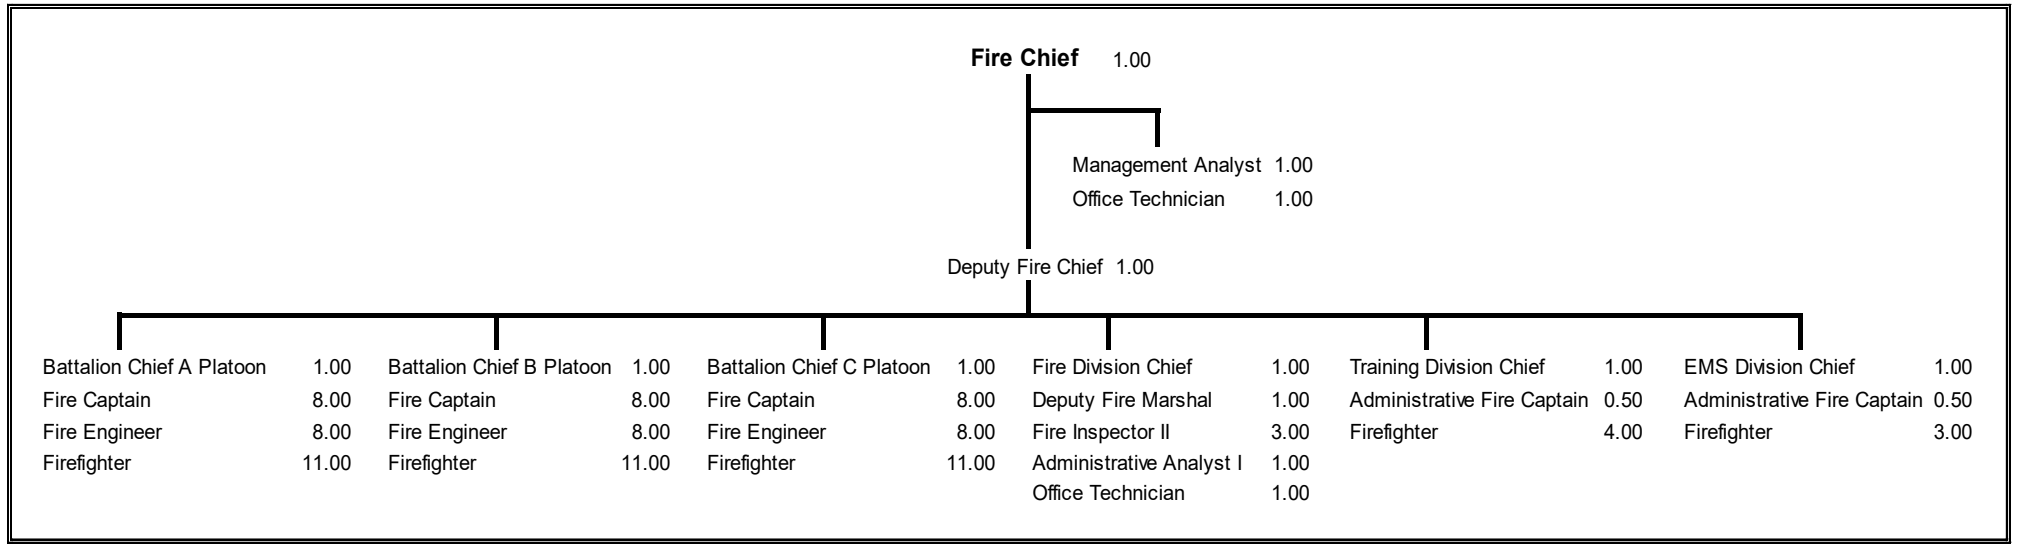 Fire Chief 1.00
Management Analyst 1.00
Office Technician 1.00
Deputy Fire Chief 1.00
Battalion Chief A Platoon 1.00
Fire Captain 8.00
Fire Engineer 8.00
Firefighter 11.00
Battalion Chief B Platoon 1.00
Fire Captain 8.00
Fire Engineer 8.00
Firefighter 11.00
Battalion Chief C Platoon 1.00
Fire Captain 8.00
Fire Engineer 8.00
Firefighter 11.00
Fire Division Chief 1.00
Deputy Fire Marshal 1.00
Fire Inspector II 3.00
Administrative Analyst I 1.00
Office Technician 1.00
Training Division Chief 1.00
Administrative Fire Captain 0.50
Firefighter 4.00
EMS Division Chief 1.00
Administrative Fire Captain 0.50
Firefighter 3.00